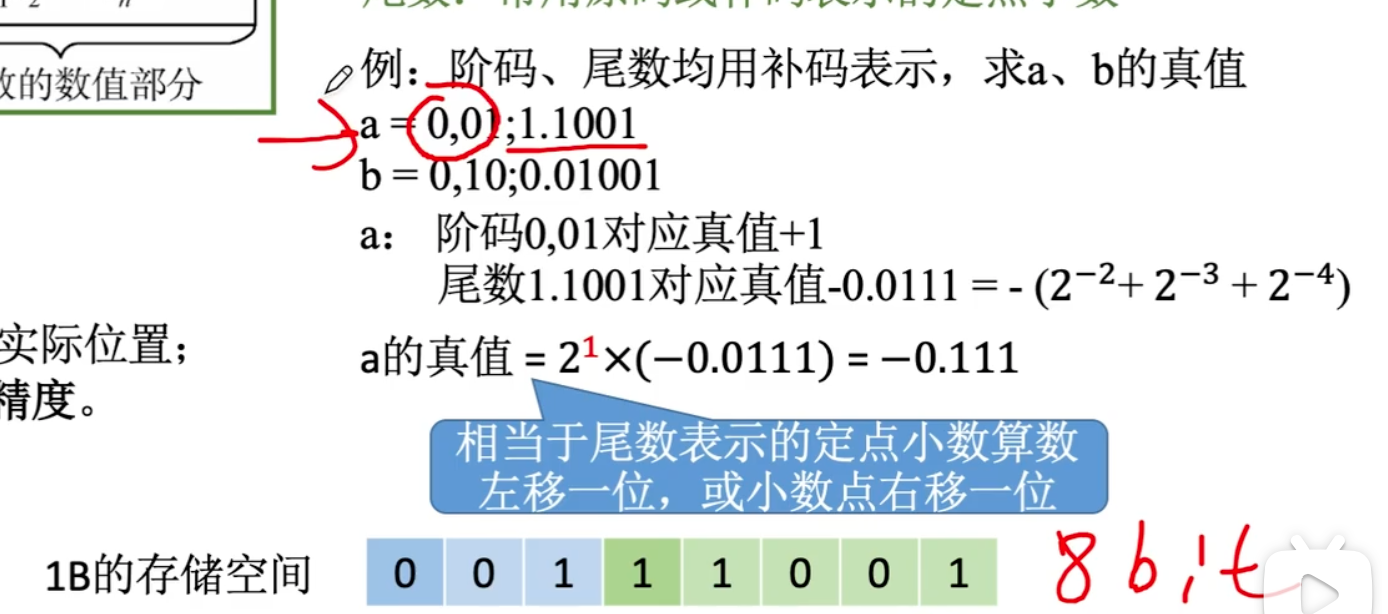 数的数值部分
例：阶码、尾数均用补码表示，求a、b的真值
a = 0,01;1.1001
b = 0,10;0.01001
a： 阶码0,01对应真值+1
尾数1.1001对应真值-0.0111 = - (2⁻²+ 2⁻³ + 2⁻⁴)
实际位置；
a的真值 = 2¹×(−0.0111) = −0.111
精度。
相当于尾数表示的定点小数算数
左移一位，或小数点右移一位
1B的存储空间 0 0 1 1 1 0 0 1 8 bit